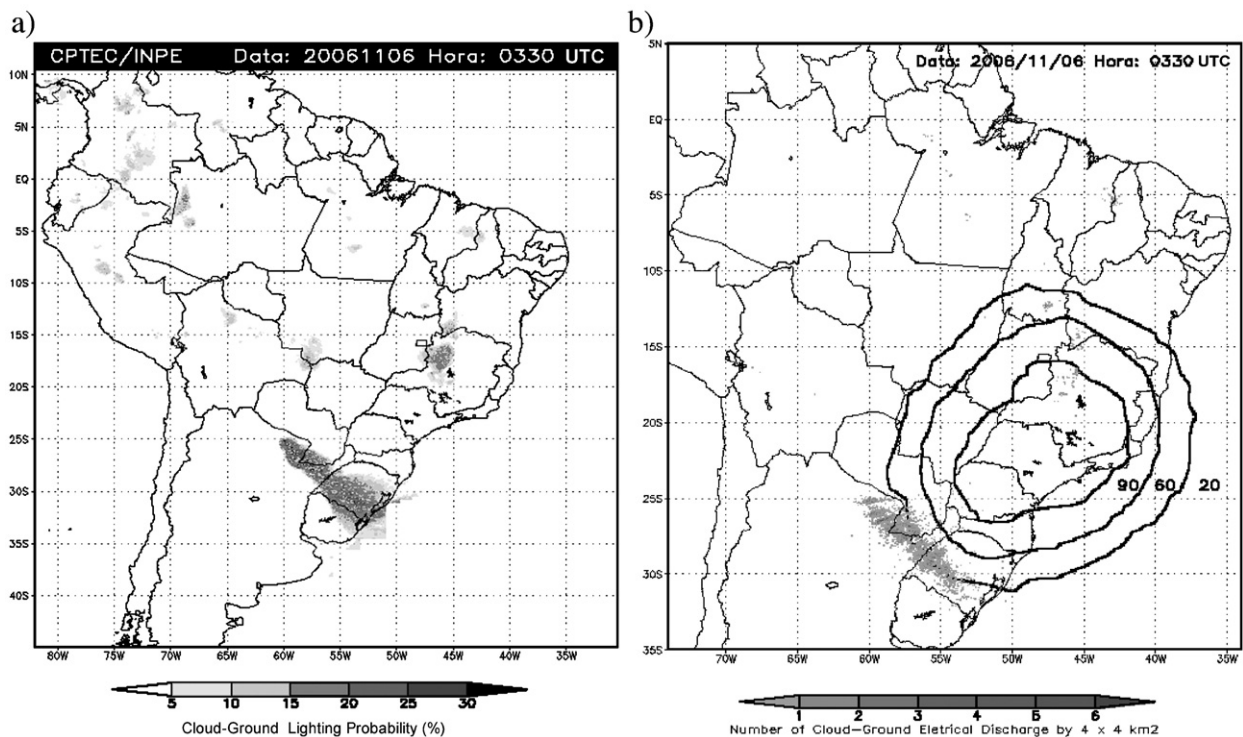 a)
CPTEC/INPE Data: 20061106 Hora: 0330 UTC
10N
5N
EQ
5S
10S
15S
20S
25S
30S
35S
40S
80W 75W 70W 65W 60W 55W 50W 45W 40W 35W
5 10 15 20 25 30
Cloud-Ground Lighting Probability (%)
b)
Data: 2006/11/06 Hora: 0330 UTC
5N
EQ
5S
10S
15S
20S
25S
30S
35S
90 60 20
70W 65W 60W 55W 50W 45W 40W 35W
1 2 3 4 5 6
Number of Cloud-Ground Eletrical Discharge by 4 x 4 km2